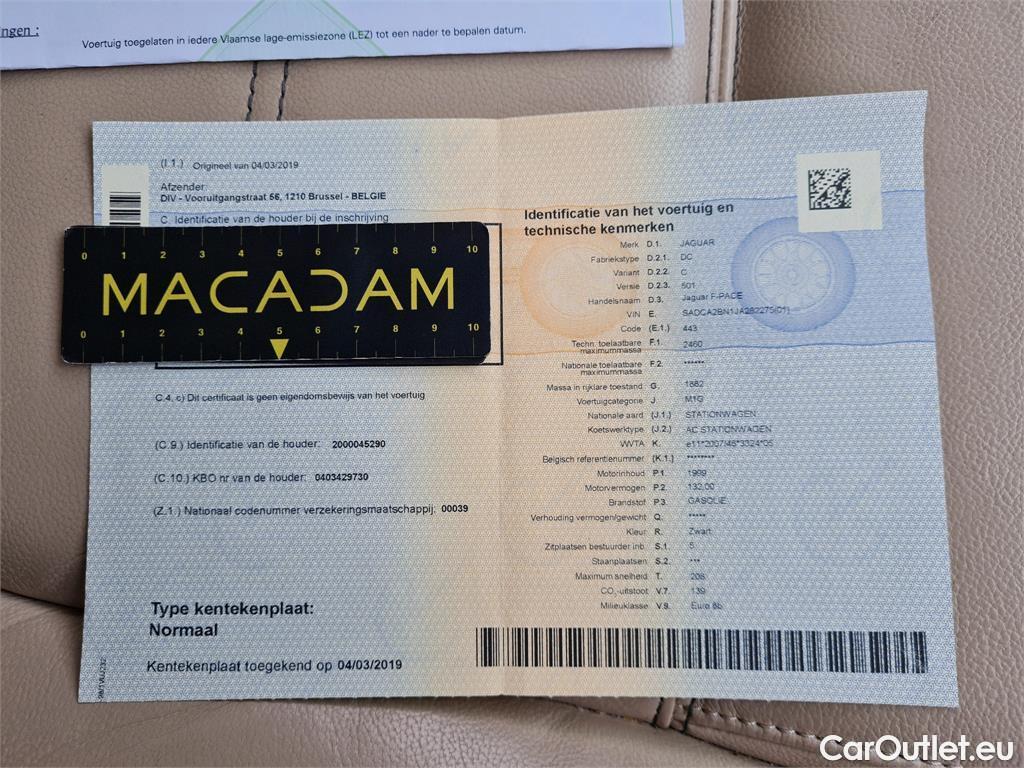 ngen :
Voertuig toegelaten in iedere Vlaamse lage-emissiezone (LEZ) tot een nader te bepalen datum.
(I.1.) Origineel van 04/03/2019
Afzender:
DIV - Vooruitgangstraat 56, 1210 Brussel - BELGIE
C. Identificatie van de houder bij de inschrijving
0 1 2 3 4 5 6 7 8 9 10
MACADAM
0 1 2 3 4 5 6 7 8 9 10
C.4. c) Dit certificaat is geen eigendomsbewijs van het voertuig
(C.9.) Identificatie van de houder: 2000045290
(C.10.) KBO nr van de houder: 0403429730
(Z.1.) Nationaal codenummer verzekeringsmaatschappij: 00039
Type kentekenplaat:
Normaal
Kentekenplaat toegekend op 04/03/2019
Identificatie van het voertuig en
technische kenmerken
Merk D.1. JAGUAR
Fabriekstype D.2.1. DC
Variant D.2.2. C
Versie D.2.3. 501
Handelsnaam D.3. Jaguar F-PACE
VIN E. SADCA2BN1JA282275(01)
Code (E.1.) 443
Techn. toelaatbare F.1. 2460
maximummassa
Nationale toelaatbare F.2. ******
maximummassa
Massa in rijklare toestand G. 1882
Voertuigcategorie J. M1G
Nationale aard (J.1.) STATIONWAGEN
Koetswerktype (J.2.) AC STATIONWAGEN
WVTA K. e11*2007/46*3324*05
Belgisch referentienummer (K.1.) ********
Motorinhoud P.1. 1999
Motorvermogen P.2. 132,00
Brandstof P.3. GASOLIE
Verhouding vermogen/gewicht Q. *****
Kleur R. Zwart
Zitplaatsen bestuurder inb. S.1. 5
Staanplaatsen S.2. ***
Maximum snelheid T. 208
CO₂-uitstoot V.7. 139
Milieuklasse V.9. Euro 6b
CarOutlet.eu